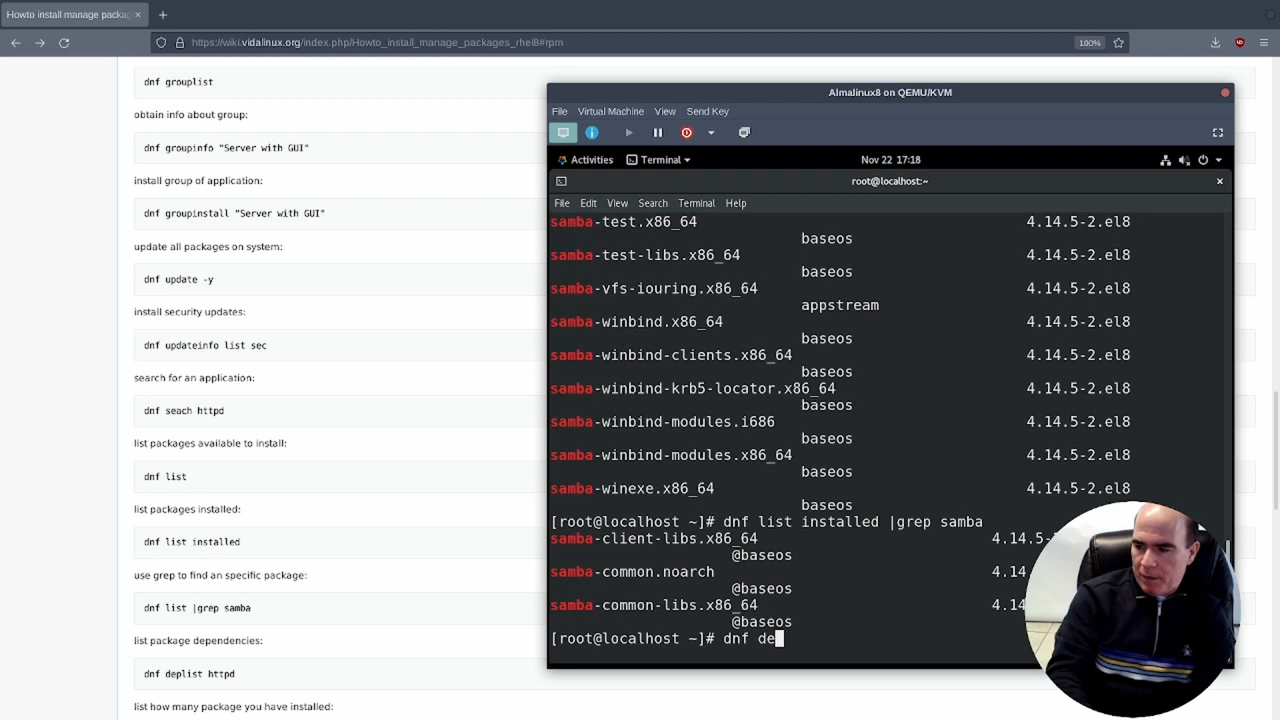 Howto install manage packag
https://wiki.vidalinux.org/index.php/Howto_install_manage_packages_rhel8#rpm
100%
dnf grouplist
obtain info about group:
dnf groupinfo "Server with GUI"
install group of application:
dnf groupinstall "Server with GUI"
update all packages on system:
dnf update -y
install security updates:
dnf updateinfo list sec
search for an application:
dnf seach httpd
list packages available to install:
dnf list
list packages installed:
dnf list installed
use grep to find an specific package:
dnf list |grep samba
list package dependencies:
dnf deplist httpd
list how many package you have installed:
Almalinux8 on QEMU/KVM
File Virtual Machine View Send Key
Activities Terminal Nov 22 17:18
root@localhost:~
File Edit View Search Terminal Help
samba-test.x86_64 4.14.5-2.el8
baseos
samba-test-libs.x86_64 4.14.5-2.el8
baseos
samba-vfs-iouring.x86_64 4.14.5-2.el8
appstream
samba-winbind.x86_64 4.14.5-2.el8
baseos
samba-winbind-clients.x86_64 4.14.5-2.el8
baseos
samba-winbind-krb5-locator.x86_64 4.14.5-2.el8
baseos
samba-winbind-modules.i686 4.14.5-2.el8
baseos
samba-winbind-modules.x86_64 4.14.5-2.el8
baseos
samba-winexe.x86_64 4.14.5-2.el8
baseos
[root@localhost ~]# dnf list installed |grep samba
samba-client-libs.x86_64 4.14.5-
@baseos
samba-common.noarch 4.14
@baseos
samba-common-libs.x86_64 4.14
@baseos
[root@localhost ~]# dnf de